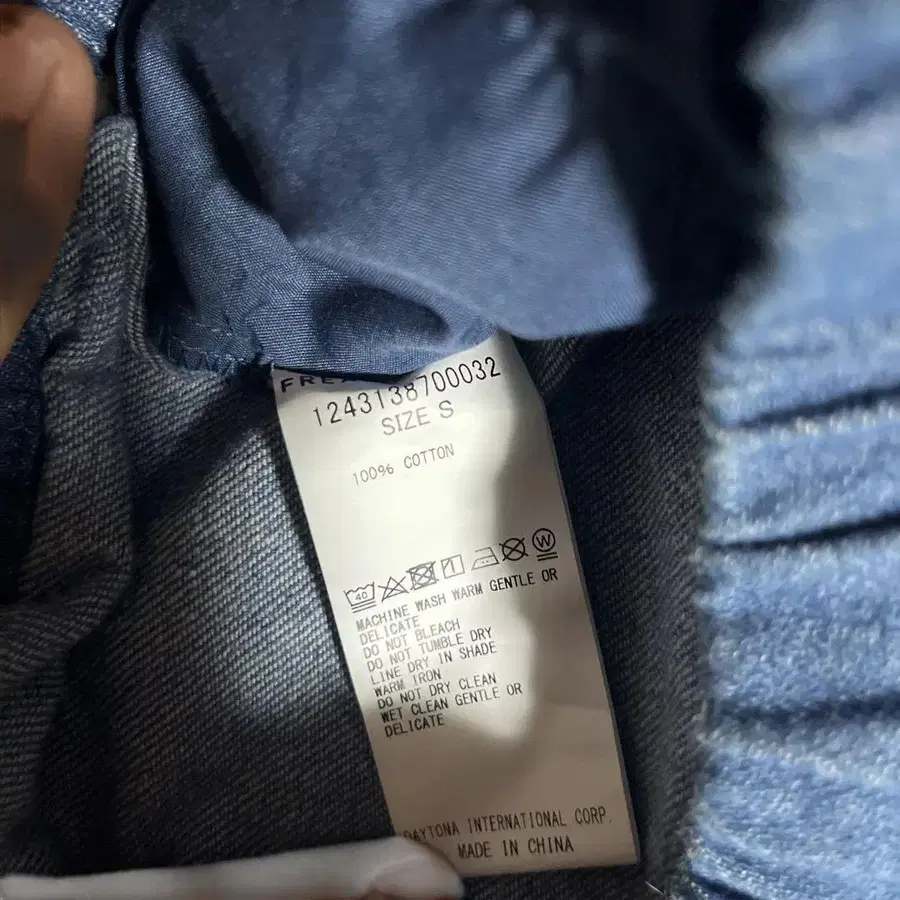 1243138700032
SIZE S
100% COTTON
40 W
MACHINE WASH WARM GENTLE OR
DELICATE
DO NOT BLEACH
DO NOT TUMBLE DRY
LINE DRY IN SHADE
WARM IRON
DO NOT DRY CLEAN
WET CLEAN GENTLE OR
DELICATE
DAYTONA INTERNATIONAL CORP.
MADE IN CHINA